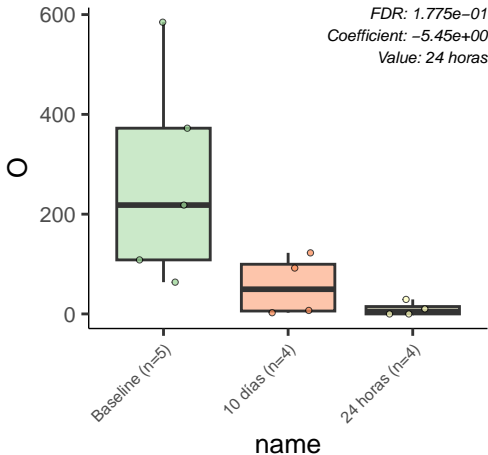 FDR: 1.775e−01
Coefficient: −5.45e+00
Value: 24 horas
600
400
200
0
O
Baseline (n=5)
10 días (n=4)
24 horas (n=4)
name